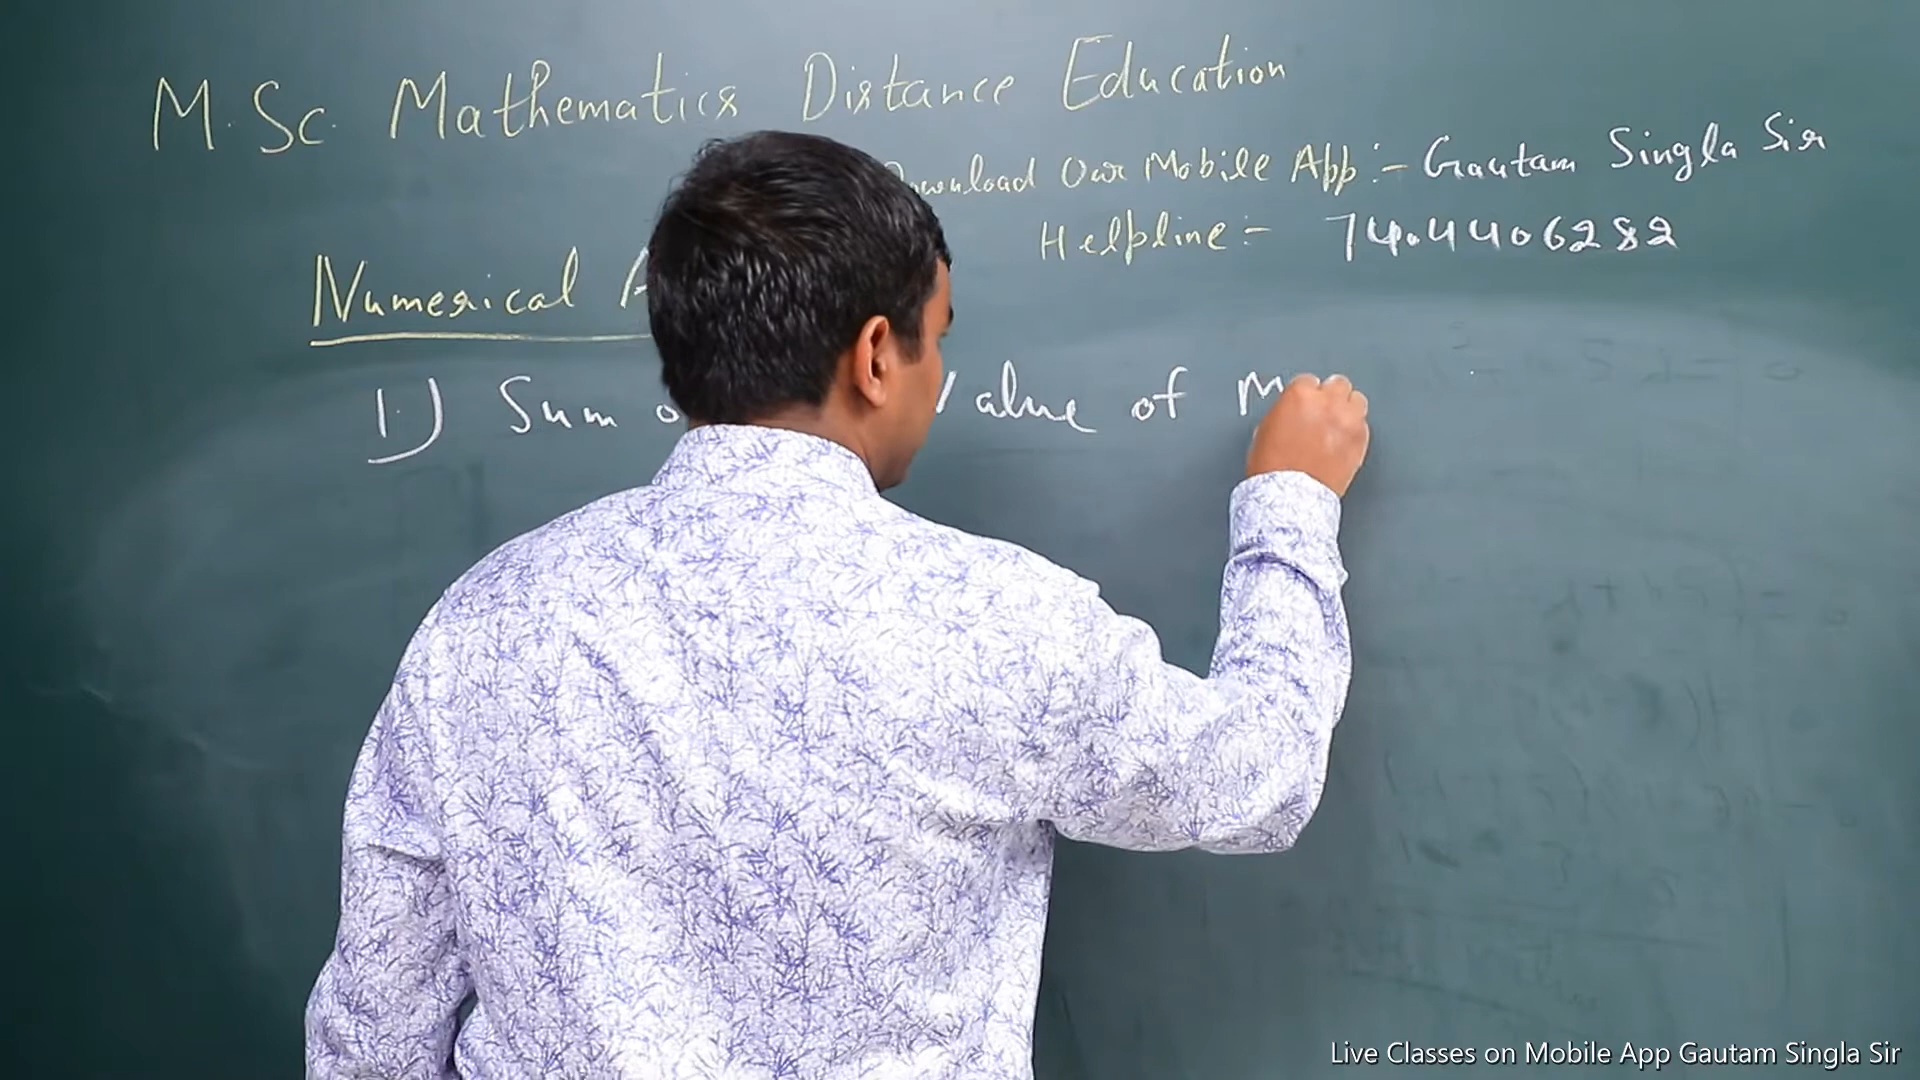 M.Sc. Mathematics Distance Education
Download Our Mobile App :- Gautam Singla Sir
Helpline :- 7404406282
Numerical A
1) Sum o Value of M
Live Classes on Mobile App Gautam Singla Sir